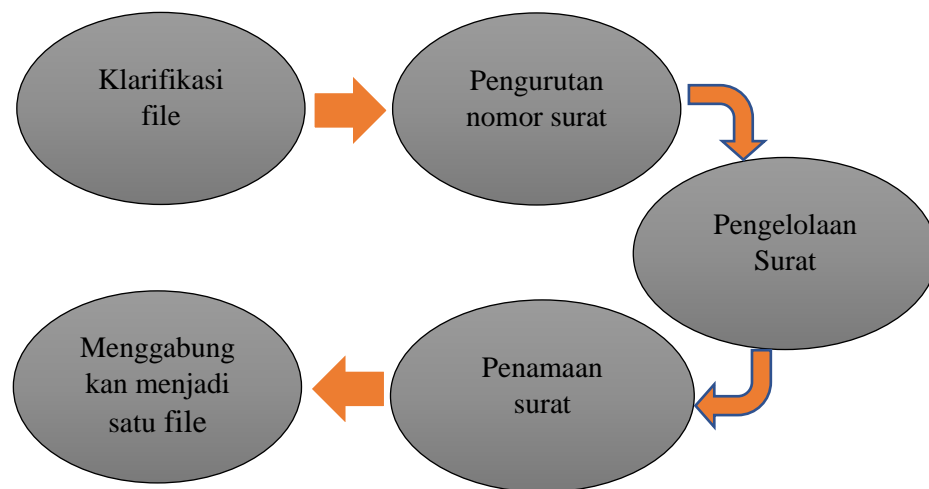 Klarifikasi
file
Pengurutan
nomor surat
Pengelolaan
Surat
Penamaan
surat
Menggabung
kan menjadi
satu file